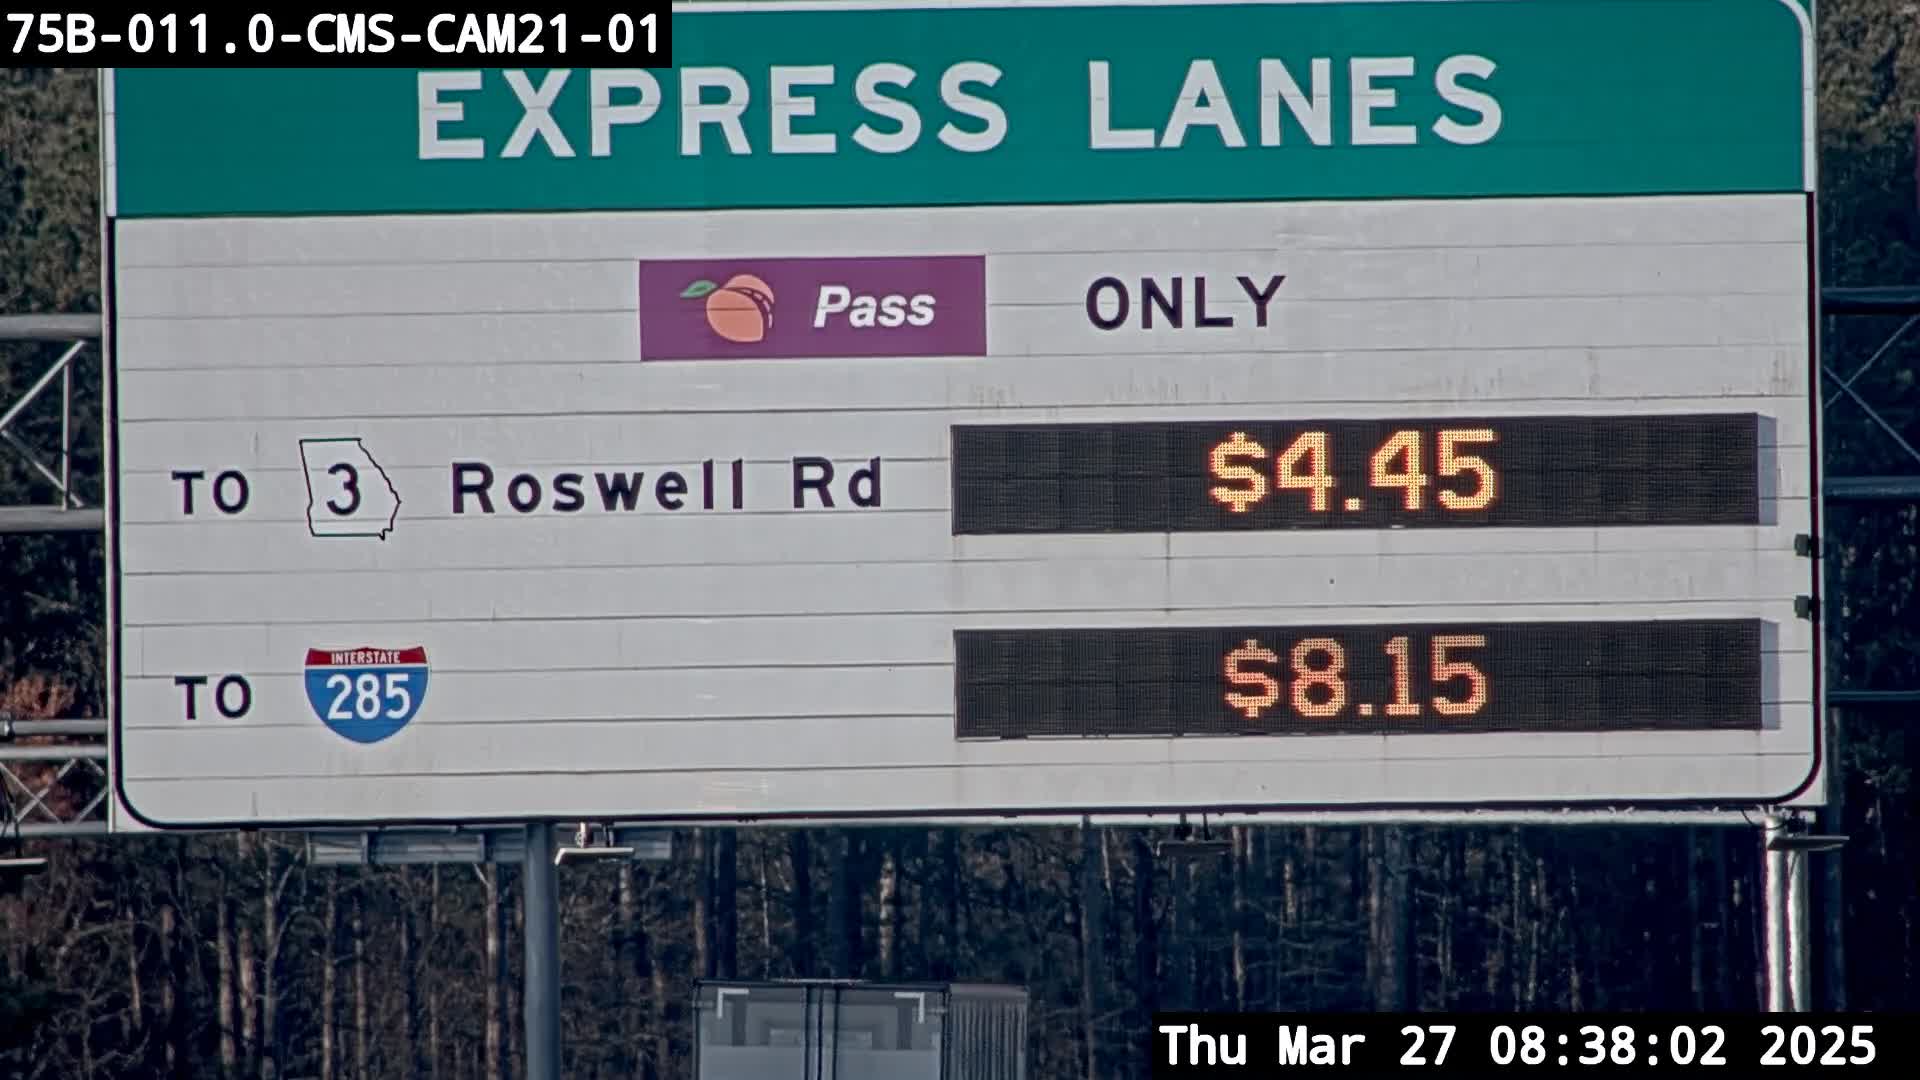 75B-011.0-CMS-CAM21-01
EXPRESS LANES
Pass ONLY
TO 3 Roswell Rd $4.45
INTERSTATE
TO 285 $8.15
Thu Mar 27 08:38:02 2025